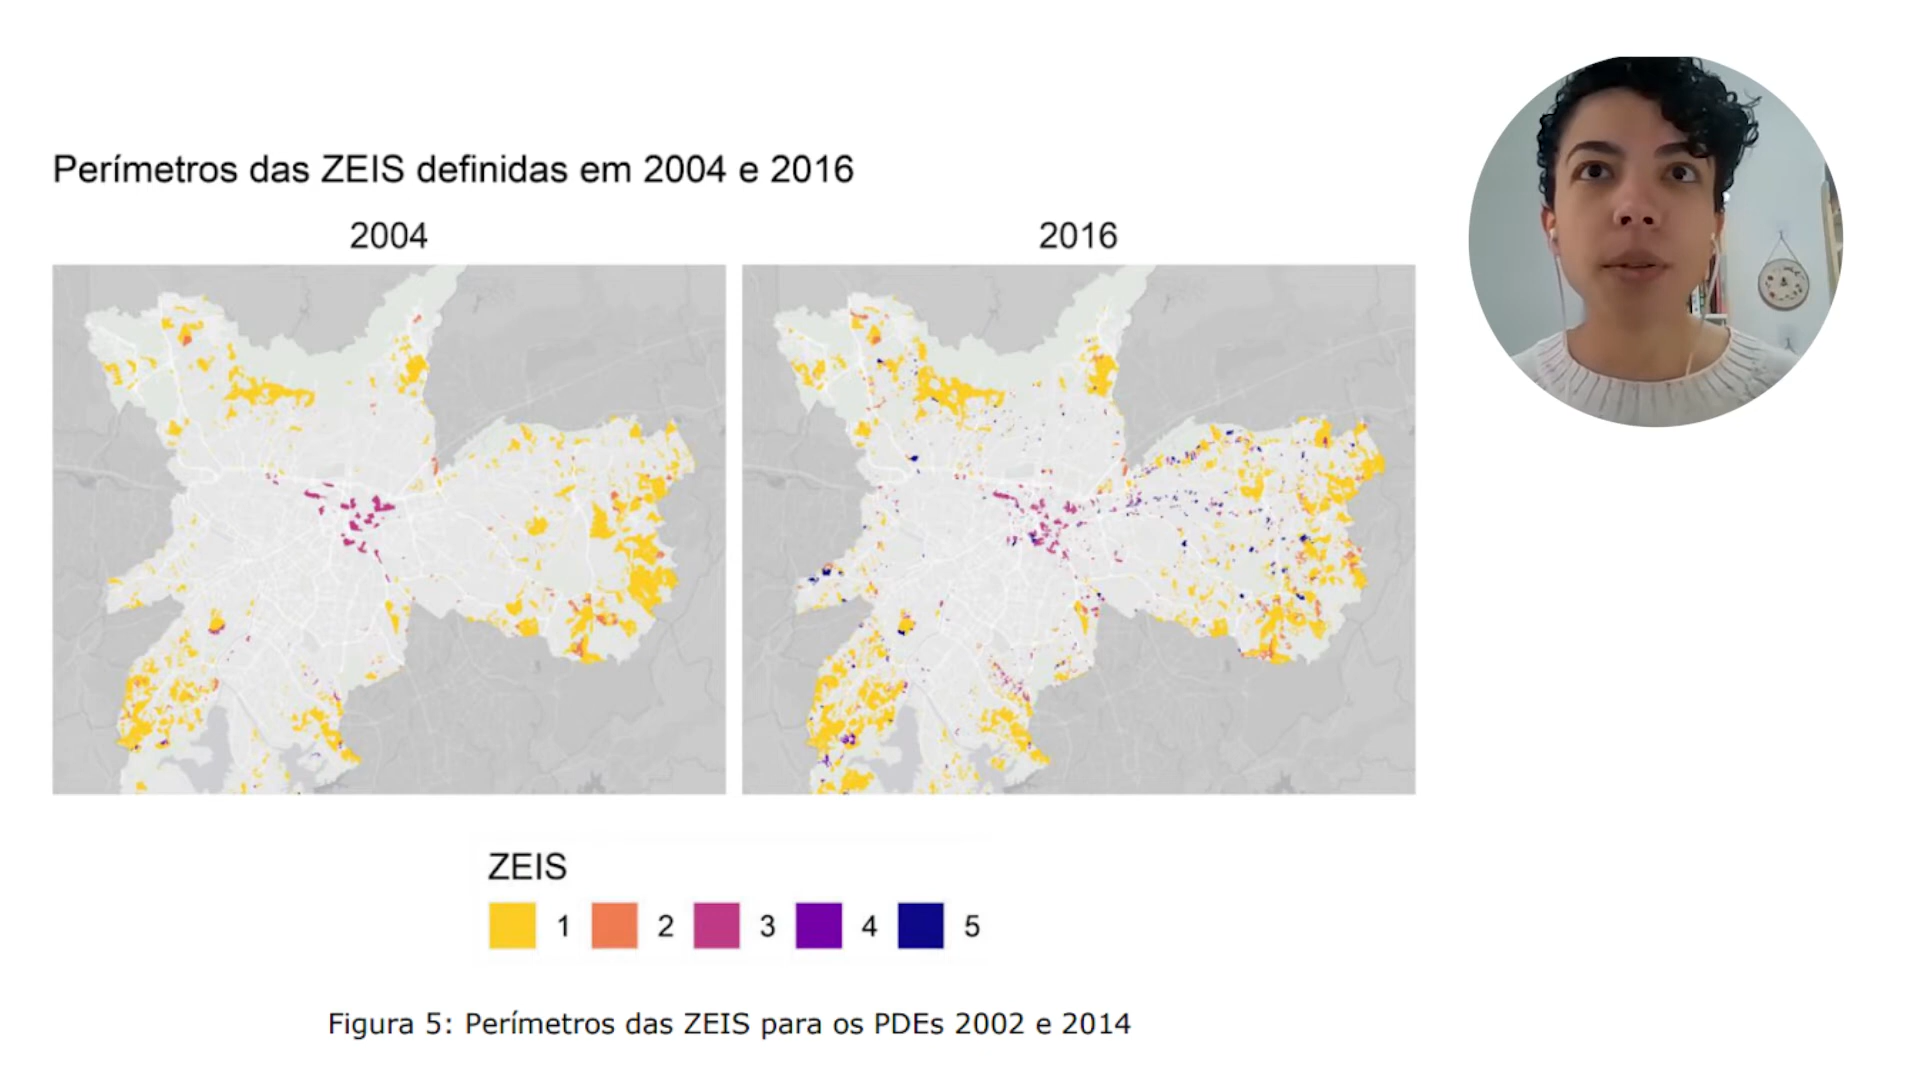 Perímetros das ZEIS definidas em 2004 e 2016
2004
2016
ZEIS
1
2
3
4
5
Figura 5: Perímetros das ZEIS para os PDEs 2002 e 2014